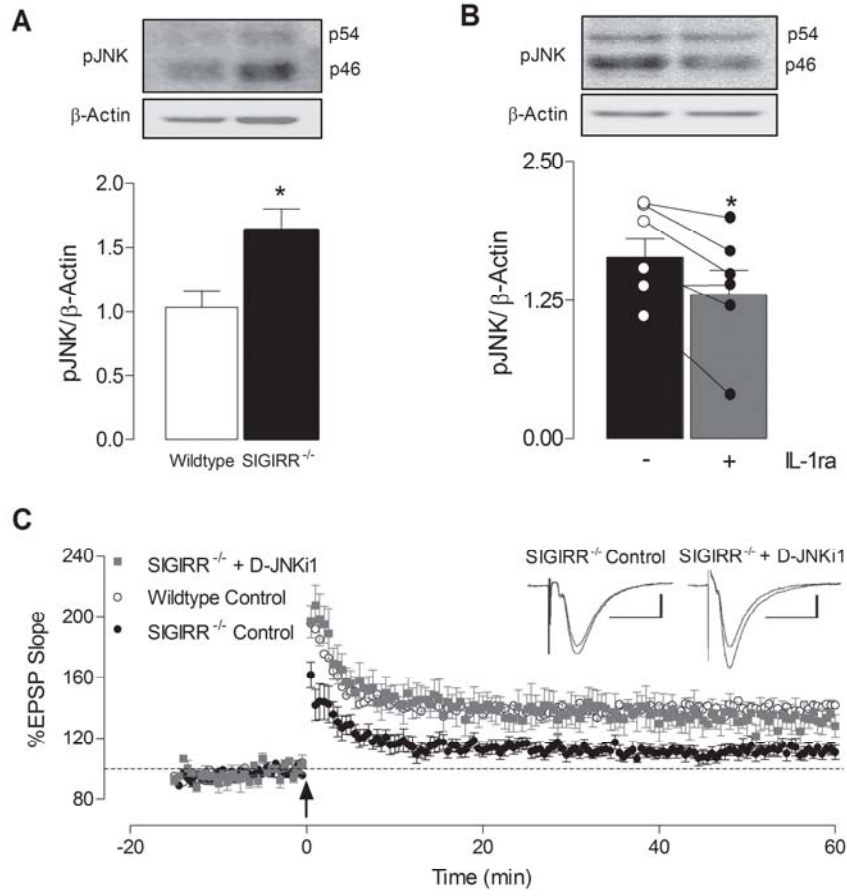 A
pJNK
p54
p46
β-Actin
2.0
1.5
1.0
0.5
0.0
pJNK/β-Actin
*
Wildtype
SIGIRR-/-
B
pJNK
p54
p46
β-Actin
2.50
1.25
0.00
pJNK/ β-Actin
*
- + IL-1ra
C
240
200
160
120
80
%EPSP Slope
SIGIRR-/- + D-JNKi1
Wildtype Control
SIGIRR-/- Control
SIGIRR-/- Control
SIGIRR-/- + D-JNKi1
-20 0 20 40 60
Time (min)